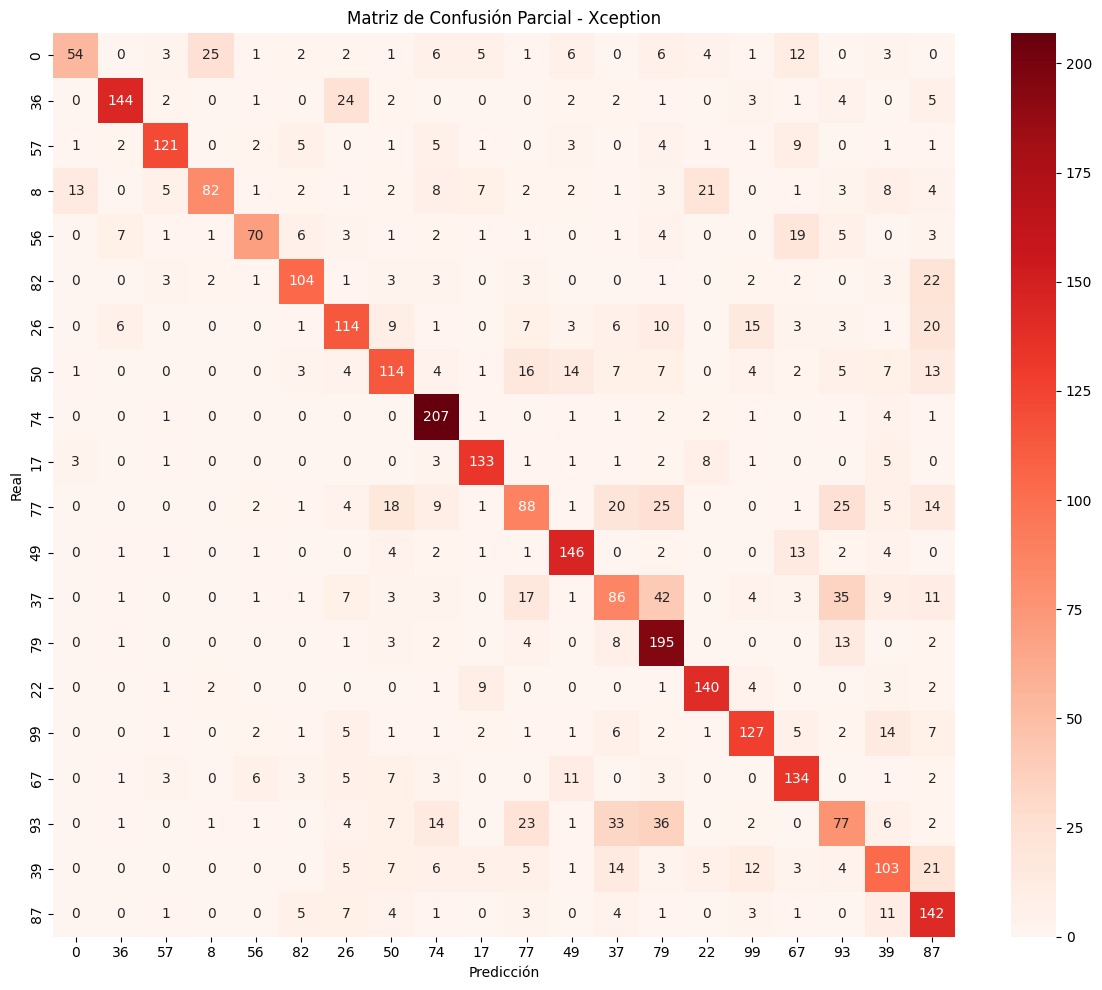 Matriz de Confusión Parcial - Xception
0 54 0 3 25 1 2 2 1 6 5 1 6 0 6 4 1 12 0 3 0
36 0 144 2 0 1 0 24 2 0 0 0 2 2 1 0 3 1 4 0 5
57 1 2 121 0 2 5 0 1 5 1 0 3 0 4 1 1 9 0 1 1
8 13 0 5 82 1 2 1 2 8 7 2 2 1 3 21 0 1 3 8 4
56 0 7 1 1 70 6 3 1 2 1 1 0 1 4 0 0 19 5 0 3
82 0 0 3 2 1 104 1 3 3 0 3 0 0 1 0 2 2 0 3 22
26 0 6 0 0 0 1 114 9 1 0 7 3 6 10 0 15 3 3 1 20
50 1 0 0 0 0 3 4 114 4 1 16 14 7 7 0 4 2 5 7 13
74 0 0 1 0 0 0 0 0 207 1 0 1 1 2 2 1 0 1 4 1
17 3 0 1 0 0 0 0 0 3 133 1 1 1 2 8 1 0 0 5 0
77 0 0 0 0 2 1 4 18 9 1 88 1 20 25 0 0 1 25 5 14
49 0 1 1 0 1 0 0 4 2 1 1 146 0 2 0 0 13 2 4 0
37 0 1 0 0 1 1 7 3 3 0 17 1 86 42 0 4 3 35 9 11
79 0 1 0 0 0 0 1 3 2 0 4 0 8 195 0 0 0 13 0 2
22 0 0 1 2 0 0 0 0 1 9 0 0 0 1 140 4 0 0 3 2
99 0 0 1 0 2 1 5 1 1 2 1 1 6 2 1 127 5 2 14 7
67 0 1 3 0 6 3 5 7 3 0 0 11 0 3 0 0 134 0 1 2
93 0 1 0 1 1 0 4 7 14 0 23 1 33 36 0 2 0 77 6 2
39 0 0 0 0 0 0 5 7 6 5 5 1 14 3 5 12 3 4 103 21
87 0 0 1 0 0 5 7 4 1 0 3 0 4 1 0 3 1 0 11 142
0 36 57 8 56 82 26 50 74 17 77 49 37 79 22 99 67 93 39 87
Predicción
Real
200
175
150
125
100
75
50
25
0